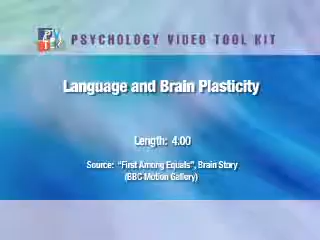 PSYCHOLOGY VIDEO TOOL KIT
Language and Brain Plasticity
Length: 4:00
Source: "First Among Equals", Brain Story
(BBC Motion Gallery)